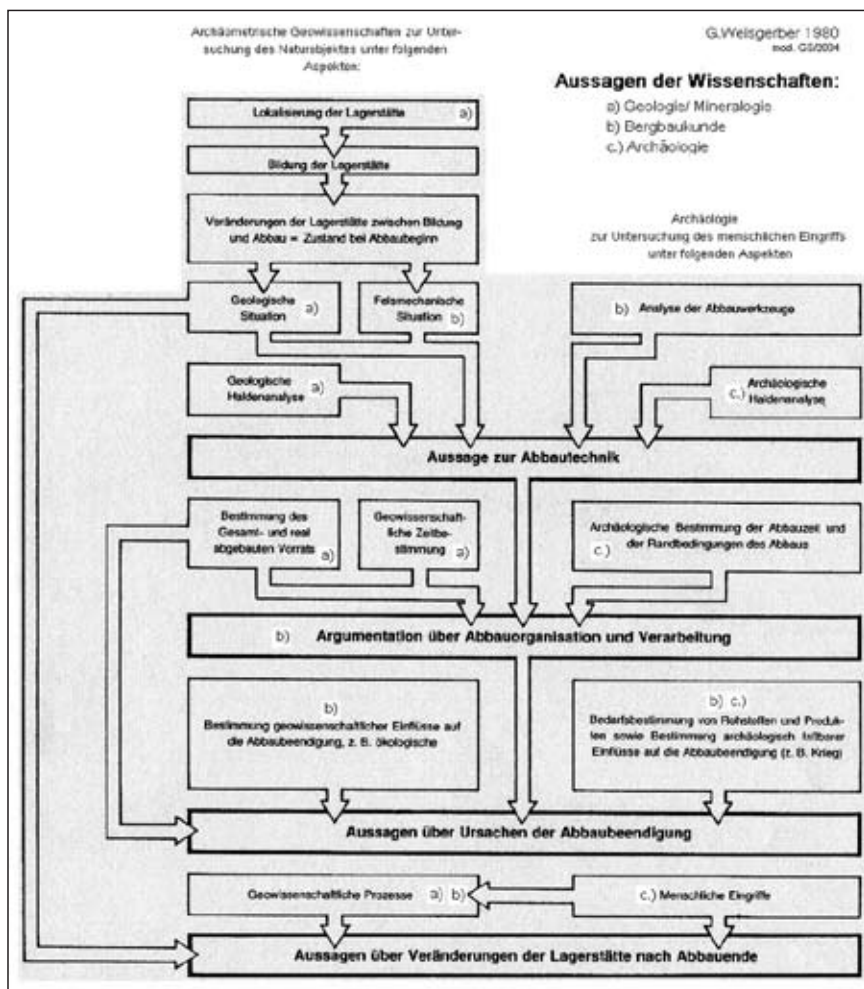 Archäometrische Geowissenschaften zur Unter-
suchung des Naturobjektes unter folgenden
Aspekten:
G.Weisgerber 1980
mod. GS/2004
Aussagen der Wissenschaften:
a) Geologie/ Mineralogie
b) Bergbaukunde
c.) Archäologie
Lokalisierung der Lagerstätte a)
Bildung der Lagerstätte
Veränderungen der Lagerstätte zwischen Bildung
und Abbau = Zustand bei Abbaubeginn
Archäologie
zur Untersuchung des menschlichen Eingriffs
unter folgenden Aspekten
Geologische
Situation a)
Felsmechanische
Situation b)
b) Analyse der Abbauwerkzeuge
Geologische
Haldenanalyse a)
c.) Archäologische
Haldenanalyse
Aussage zur Abbautechnik
Bestimmung des
Gesamt- und real
abgebauten Vorrats a)
Geowissenschaft-
liche Zeitbe-
stimmung a)
Archäologische Bestimmung der Abbauzeit und
c.) der Randbedingungen des Abbaus
b) Argumentation über Abbauorganisation und Verarbeitung
b)
Bestimmung geowissenschaftlicher Einflüsse auf
die Abbaubeendigung, z. B. ökologische
b) c.)
Bedarfsbestimmung von Rohstoffen und Produk-
ten sowie Bestimmung archäologisch faßbarer
Einflüsse auf die Abbaubeendigung (z. B. Krieg)
Aussagen über Ursachen der Abbaubeendigung
Geowissenschaftliche Prozesse a) b)
c.) Menschliche Eingriffe
Aussagen über Veränderungen der Lagerstätte nach Abbauende